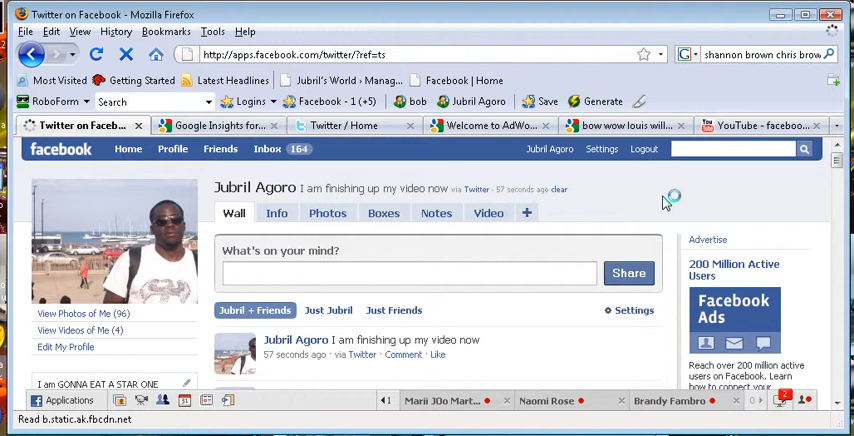 Twitter on Facebook - Mozilla Firefox
File Edit View History Bookmarks Tools Help
http://apps.facebook.com/twitter/?ref=ts
shannon brown chris brow
Most Visited Getting Started Latest Headlines Jubril's World › Manag... Facebook | Home
RoboForm Search Logins Facebook - 1 (+5) bob Jubril Agoro Save Generate
Twitter on Faceb... Google Insights for... Twitter / Home Welcome to AdWo... bow wow louis will... YouTube - faceboo...
facebook Home Profile Friends Inbox 164 Jubril Agoro Settings Logout
Jubril Agoro I am finishing up my video now via Twitter - 57 seconds ago clear
Wall Info Photos Boxes Notes Video +
What's on your mind?
Share
Jubril + Friends Just Jubril Just Friends Settings
Jubril Agoro I am finishing up my video now
57 seconds ago · via Twitter · Comment · Like
View Photos of Me (96)
View Videos of Me (4)
Edit My Profile
I am GONNA EAT A STAR ONE
Advertise
200 Million Active
Users
Facebook
Ads
Reach over 200 million active
users on Facebook. Learn
how to connect your
Applications 31 1 Marii J0o Mart... Naomi Rose Brandy Fambro 0 2
Read b.static.ak.fbcdn.net